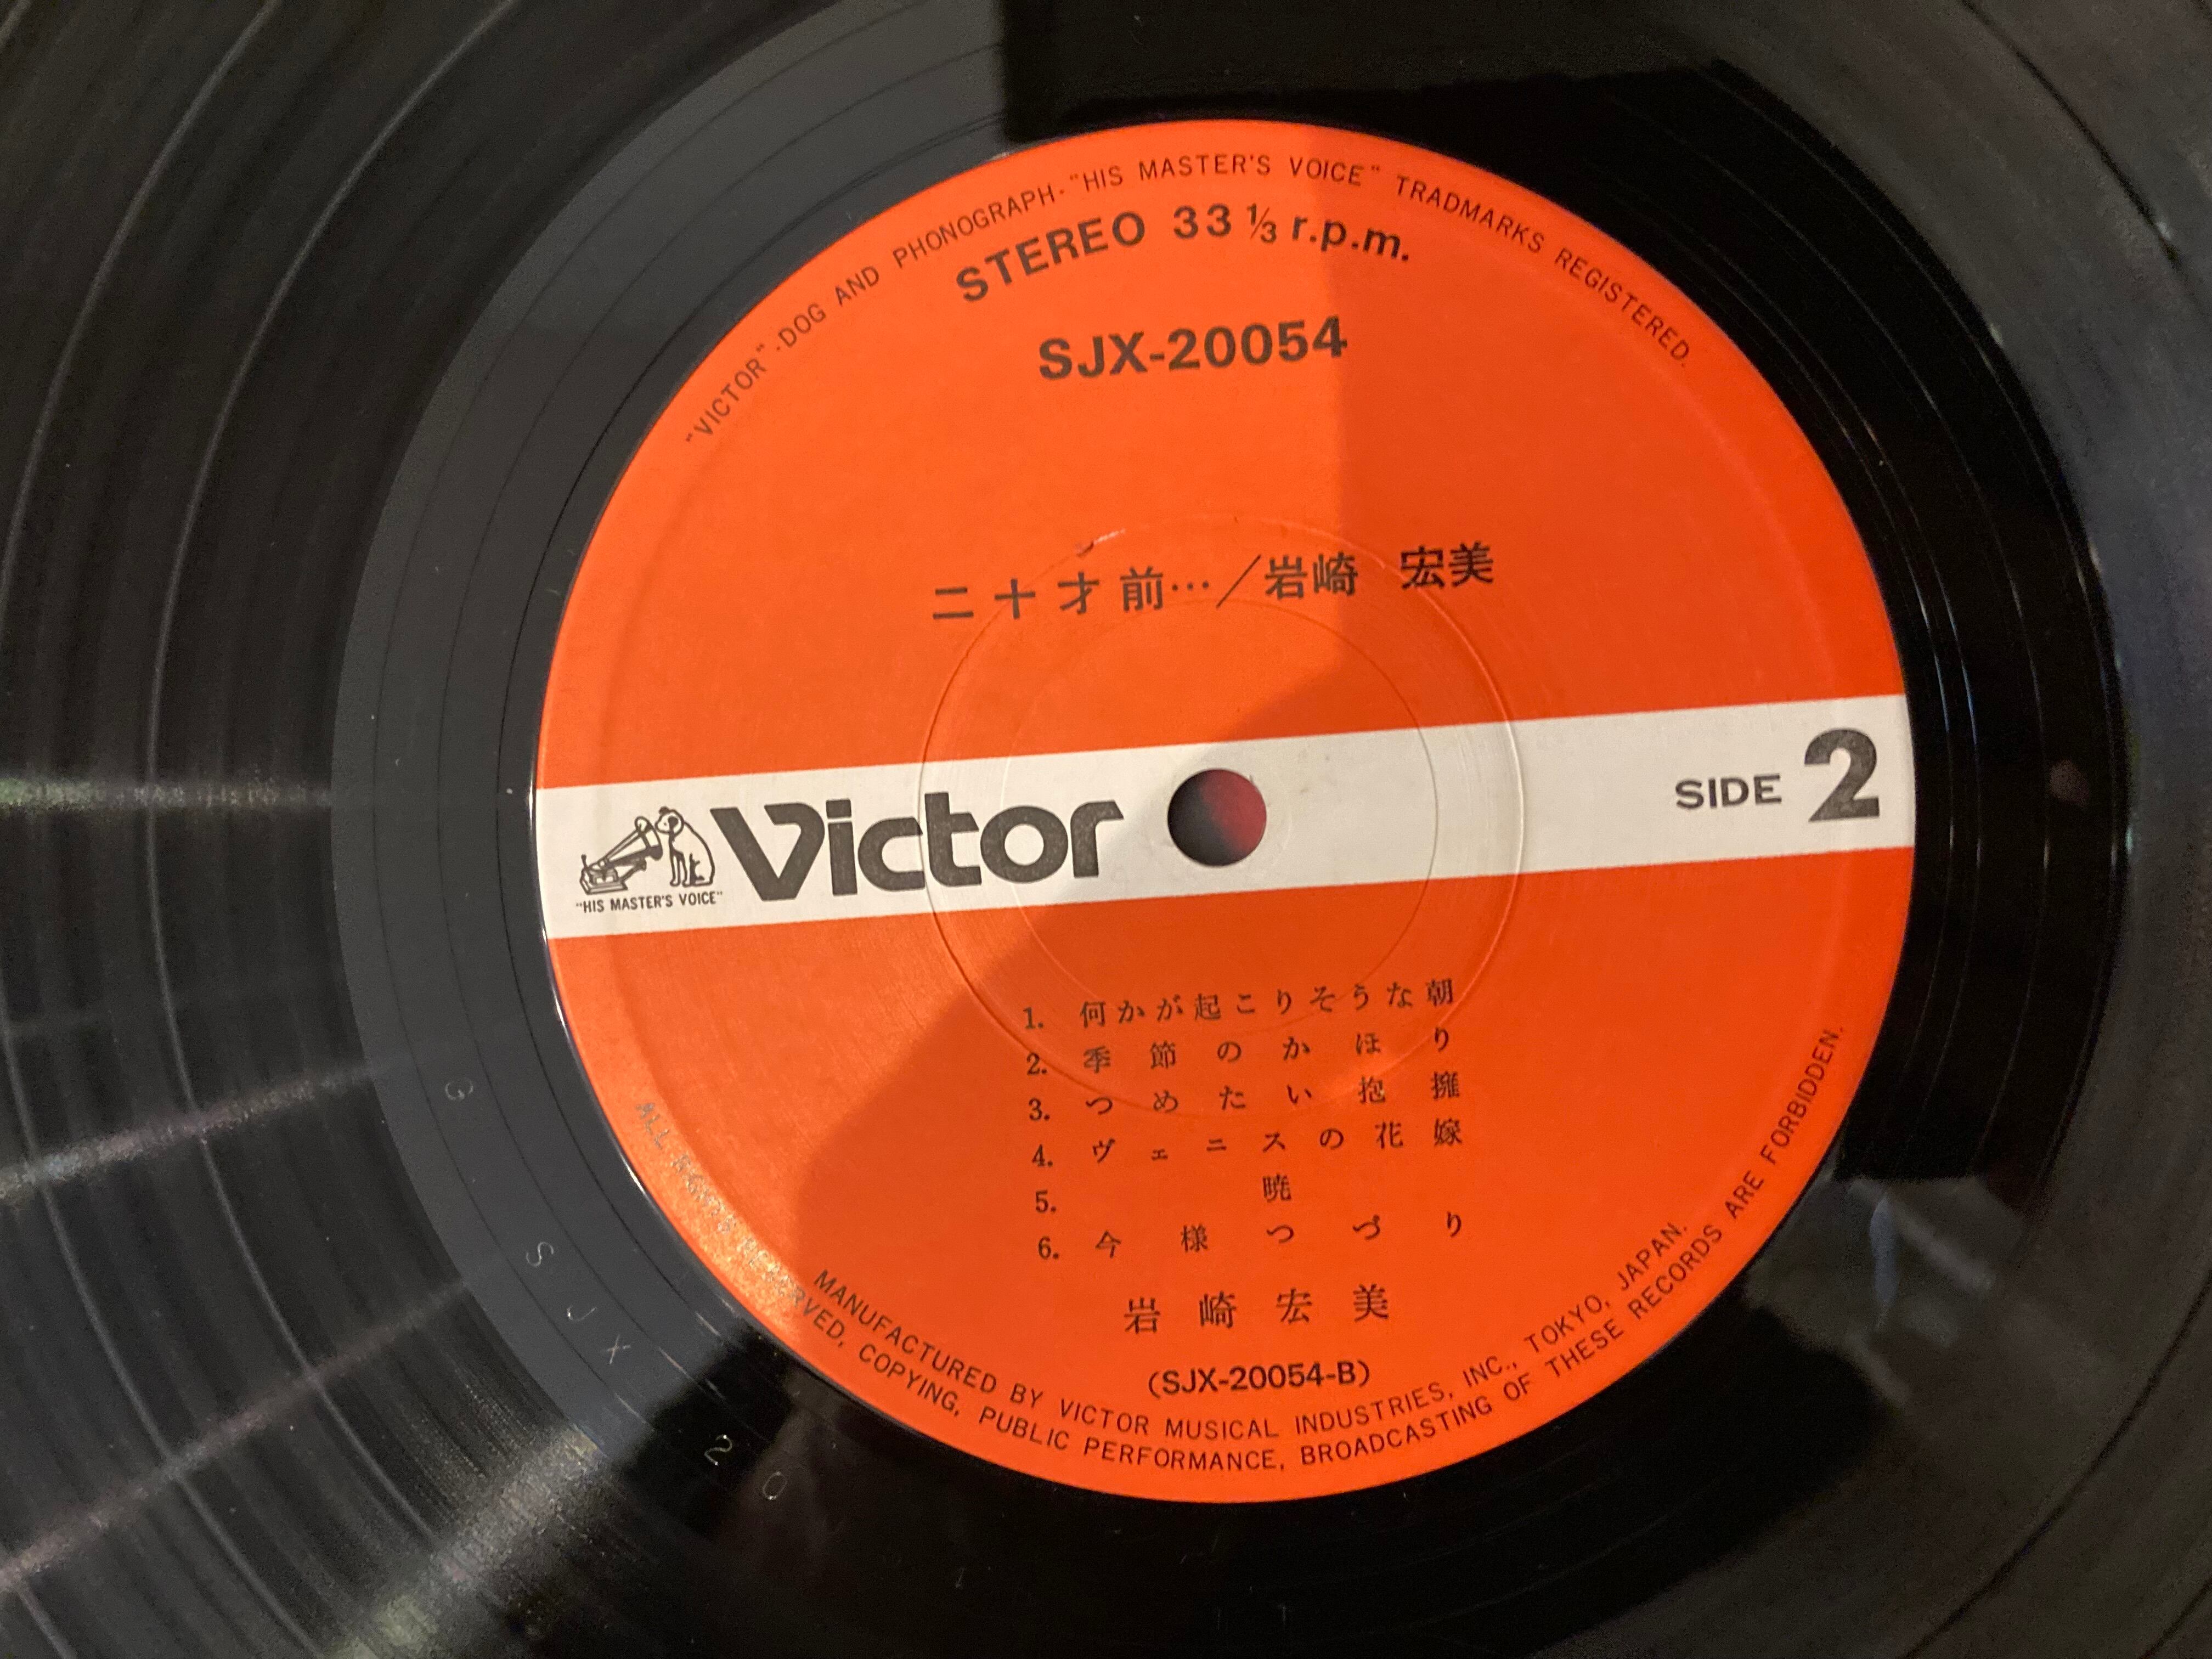 "VICTOR"-DOG AND PHONOGRAPH-"HIS MASTER'S VOICE" TRADMARKS REGISTERED.
STEREO 33⅓ r.p.m.
SJX-20054
二十才前…／岩崎 宏美
Victor
"HIS MASTER'S VOICE"
SIDE 2
1. 何かが起こりそうな朝
2. 季節のかほり
3. つめたい抱擁
4. ヴェニスの花嫁
5. 暁
6. 今様つづり
岩崎宏美
(SJX-20054-B)
MANUFACTURED BY VICTOR MUSICAL INDUSTRIES, INC., TOKYO, JAPAN.
ALL RIGHTS RESERVED, COPYING, PUBLIC PERFORMANCE, BROADCASTING OF THESE RECORDS ARE FORBIDDEN.
SJX 20